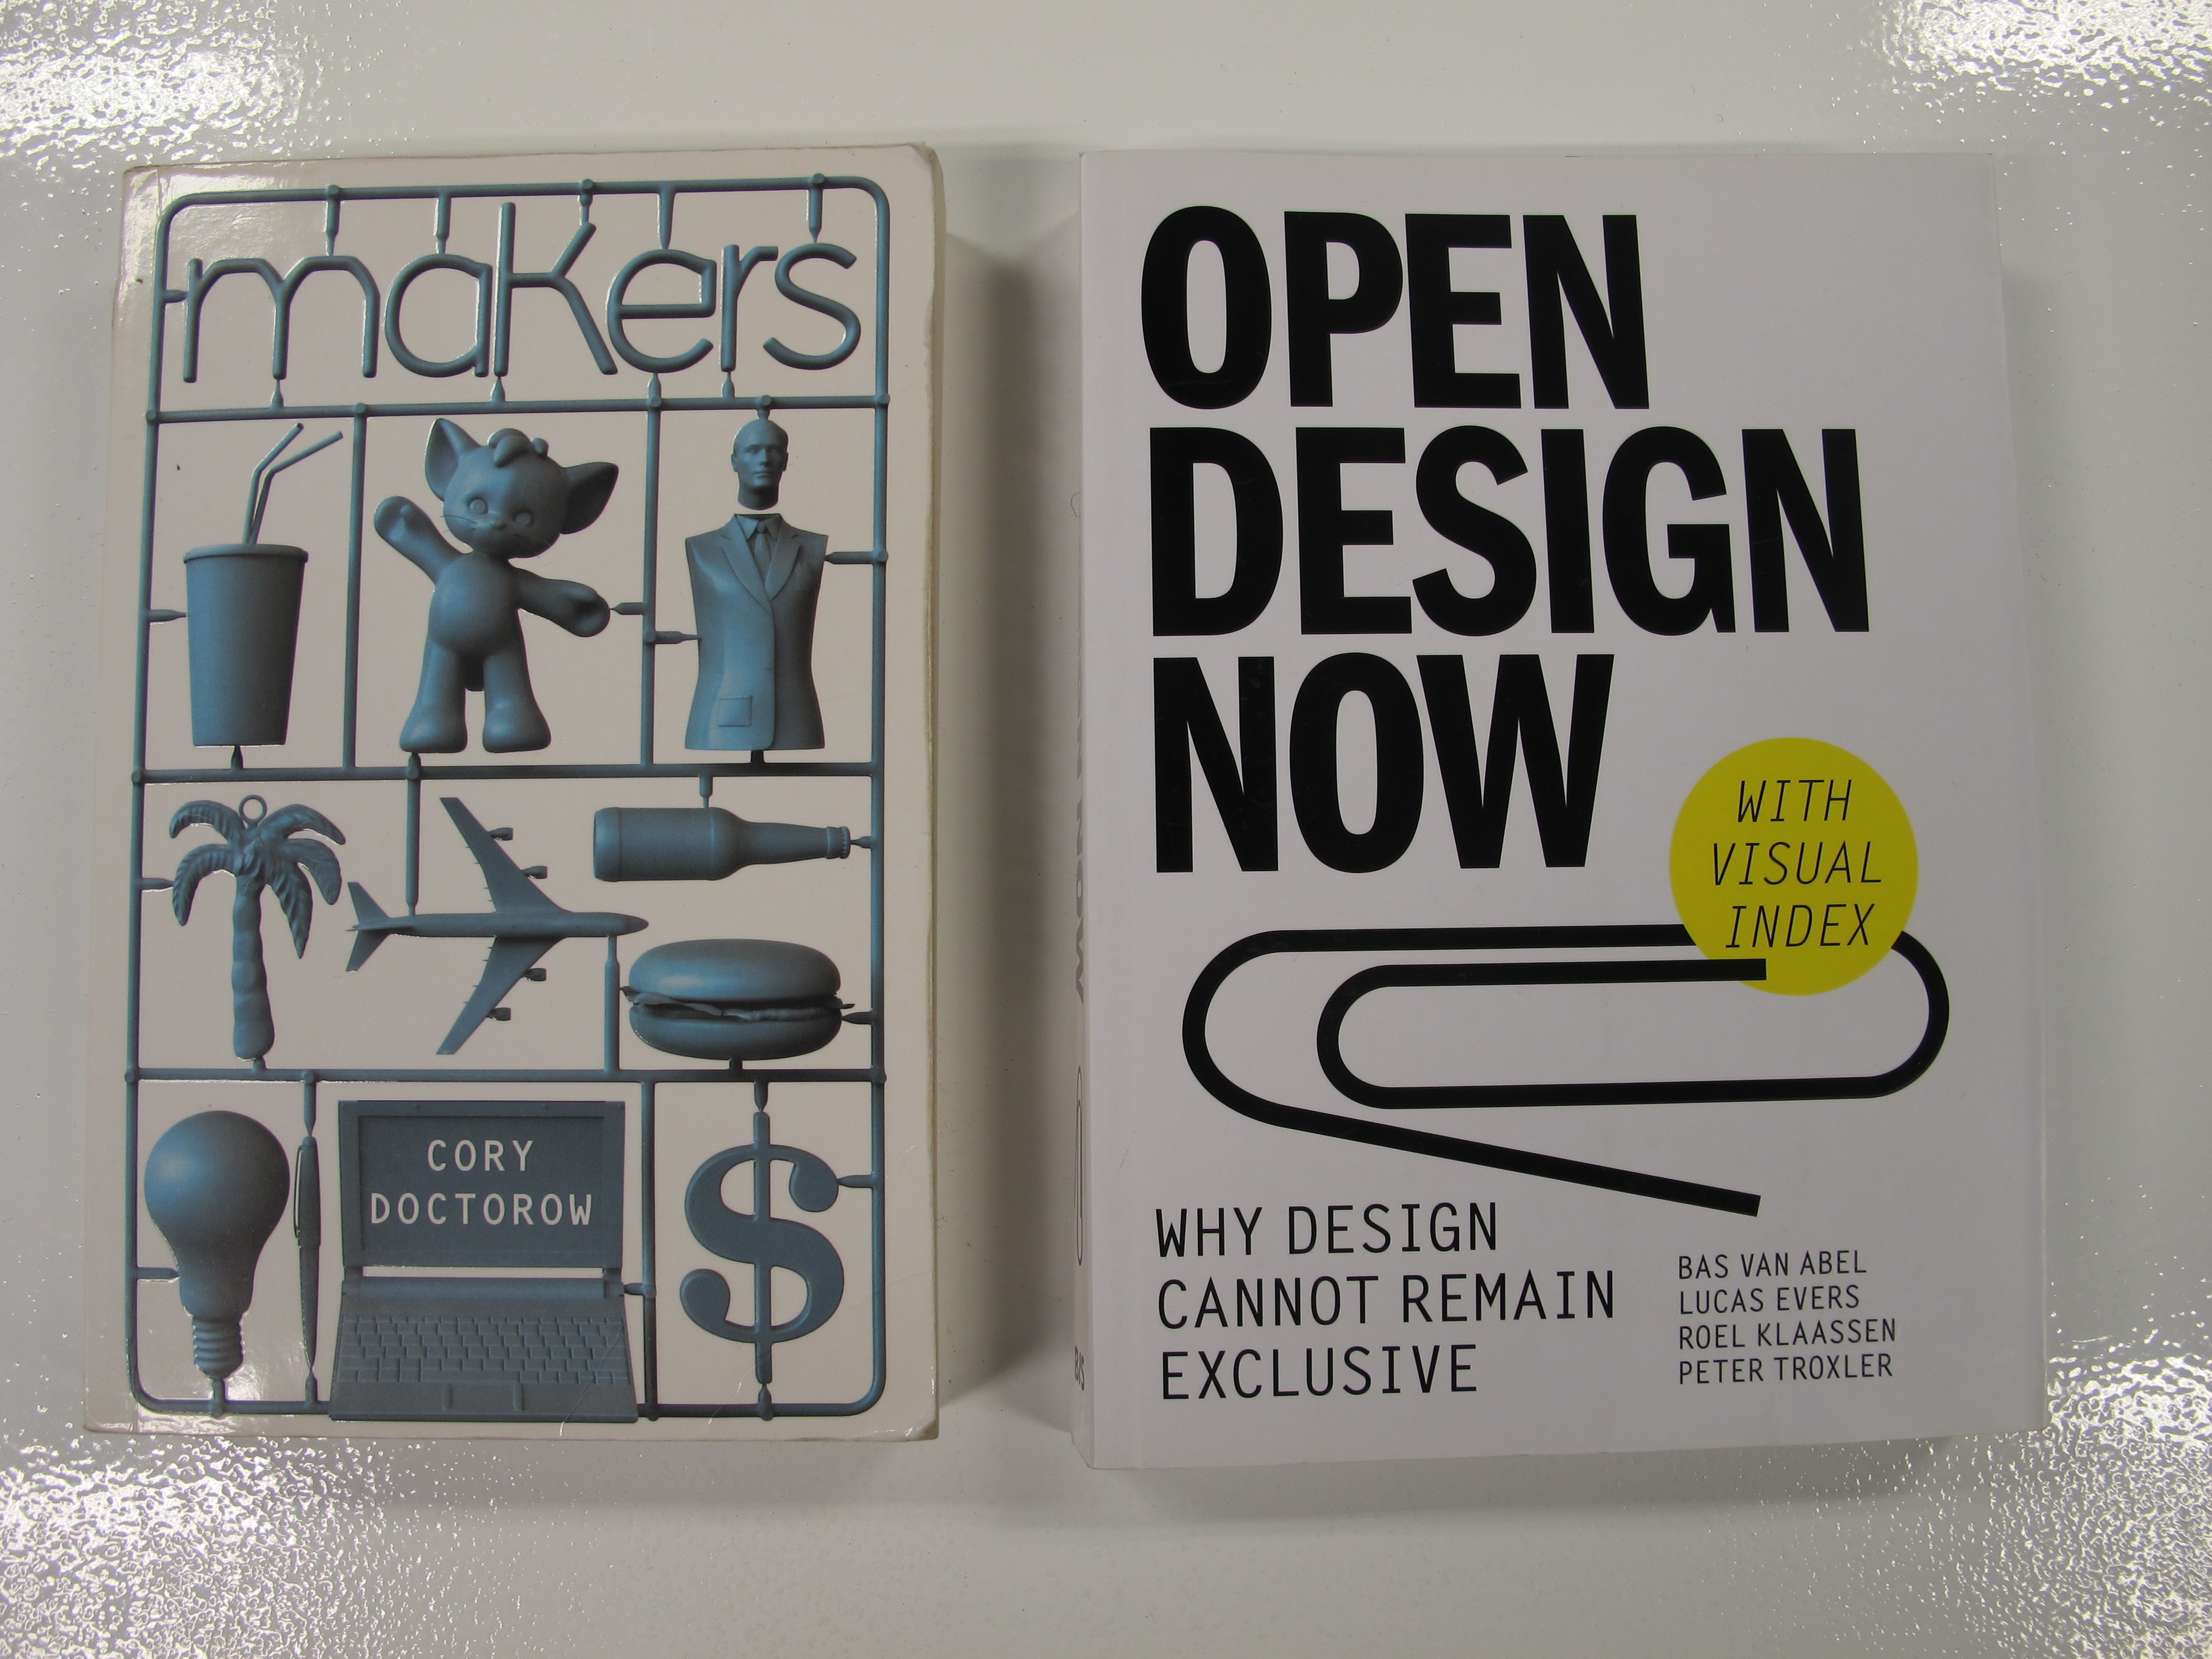 makers
CORY
DOCTOROW
OPEN
DESIGN
NOW
WITH
VISUAL
INDEX
WHY DESIGN
CANNOT REMAIN
EXCLUSIVE
BAS VAN ABEL
LUCAS EVERS
ROEL KLAASSEN
PETER TROXLER
$